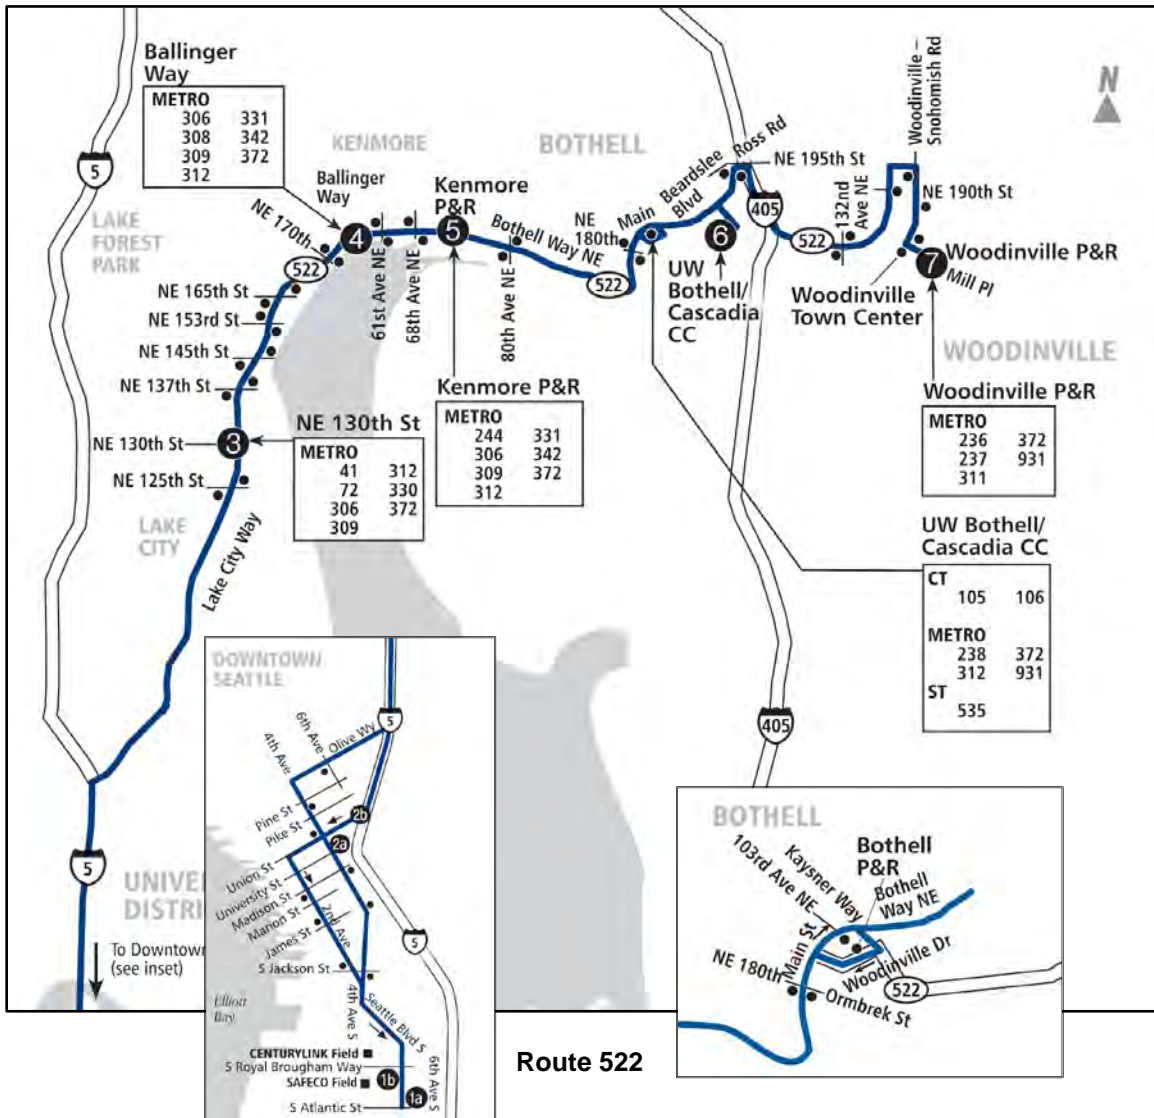 Ballinger
Way
METRO
306 331
308 342
309 372
312
5
LAKE
FOREST
PARK
KENMORE
Ballinger
Way
NE 170th
4
522
Kenmore
P&R
5
BOTHELL
61st Ave NE
68th Ave NE
80th Ave NE
Bothell Way NE
522
NE
180th
Main
Beardslee
Blvd
Ross Rd
NE 195th St
405
6
UW
Bothell/
Cascadia
CC
522
132nd
Ave NE
Woodinville –
Snohomish Rd
NE 190th St
N
7
Woodinville P&R
Mill Pl
Woodinville
Town Center
WOODINVILLE
NE 165th St
NE 153rd St
NE 145th St
NE 137th St
NE 130th St
3
NE 125th St
LAKE
CITY
Lake City Way
NE 130th St
METRO
41 312
72 330
306 372
309
Kenmore P&R
METRO
244 331
306 342
309 372
312
Woodinville P&R
METRO
236 372
237 931
311
UW Bothell/
Cascadia CC
CT
105 106
METRO
238 372
312 931
ST
535
405
5
UNIVE
DISTRI
To Downtown
(see inset)
DOWNTOWN
SEATTLE
5
6th Ave
4th Ave
Olive Wy
Pine St
Pike St
2b
2a
Union St
University St
Madison St
Marion St
James St
2nd Ave
S Jackson St
5
Elliott
Bay
4th Ave S
Seattle Blvd S
CENTURYLINK Field
S Royal Brougham Way
SAFECO Field
1b
1a
6th Ave S
S Atlantic St
Route 522
BOTHELL
103rd Ave NE
Kaysner Way
Bothell
P&R
Bothell
Way NE
Main St
NE 180th
Woodinville Dr
522
Ormbrek St